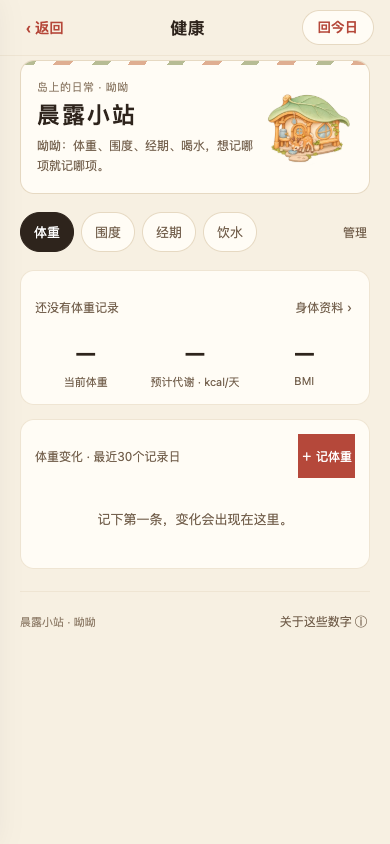 ‹ 返回
健康
回今日
岛上的日常 · 呦呦
晨露小站
呦呦：体重、围度、经期、喝水，想记哪
项就记哪项。
体重
围度
经期
饮水
管理
还没有体重记录
身体资料 ›
—
—
—
当前体重
预计代谢 · kcal/天
BMI
体重变化 · 最近30个记录日
+ 记体重
记下第一条，变化会出现在这里。
晨露小站 · 呦呦
关于这些数字 ⓘ